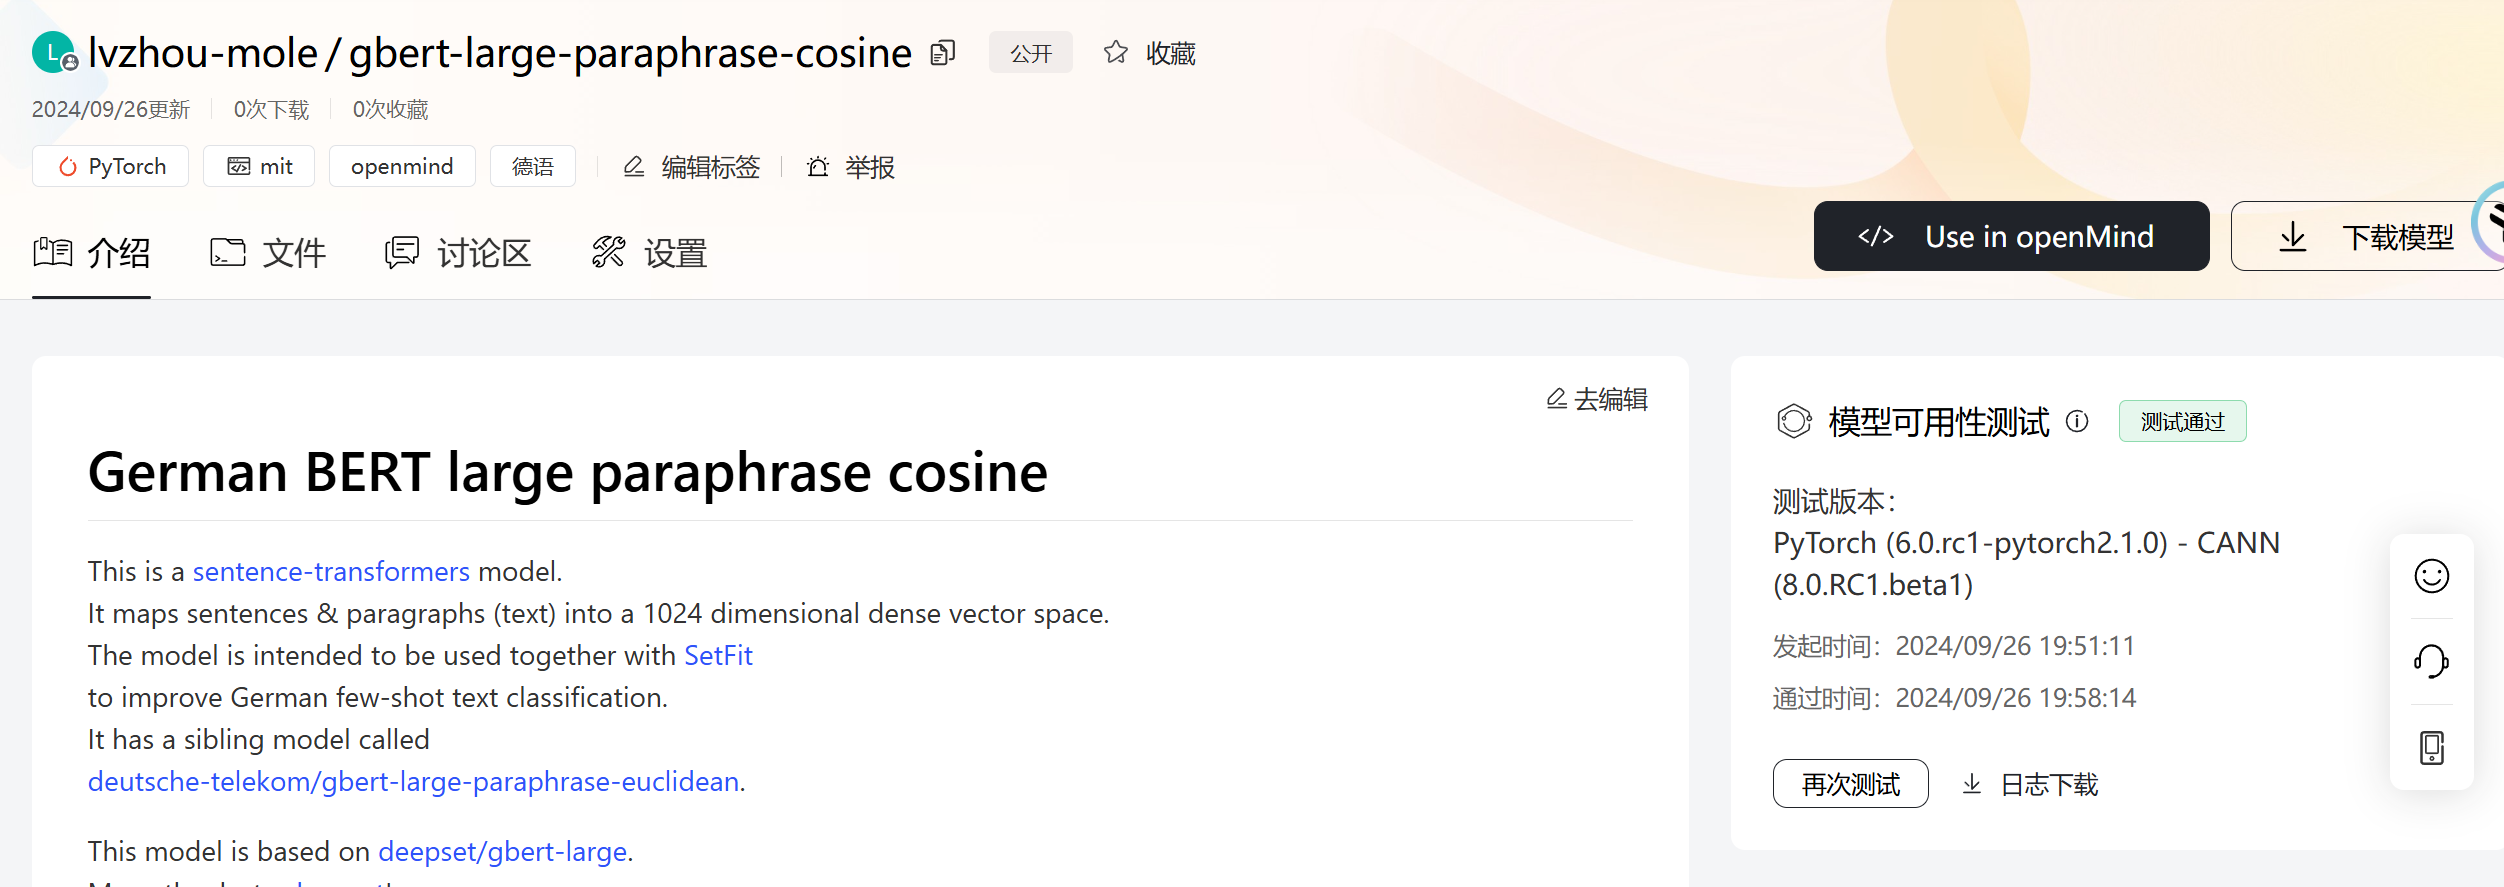 L lvzhou-mole / gbert-large-paraphrase-cosine 公开 收藏
2024/09/26更新 0次下载 0次收藏
PyTorch mit openmind 德语 编辑标签 举报
介绍 文件 讨论区 设置
</> Use in openMind 下载模型
去编辑
German BERT large paraphrase cosine
This is a sentence-transformers model.
It maps sentences & paragraphs (text) into a 1024 dimensional dense vector space.
The model is intended to be used together with SetFit
to improve German few-shot text classification.
It has a sibling model called
deutsche-telekom/gbert-large-paraphrase-euclidean.
This model is based on deepset/gbert-large.
模型可用性测试 测试通过
测试版本：
PyTorch (6.0.rc1-pytorch2.1.0) - CANN
(8.0.RC1.beta1)
发起时间：2024/09/26 19:51:11
通过时间：2024/09/26 19:58:14
再次测试 日志下载